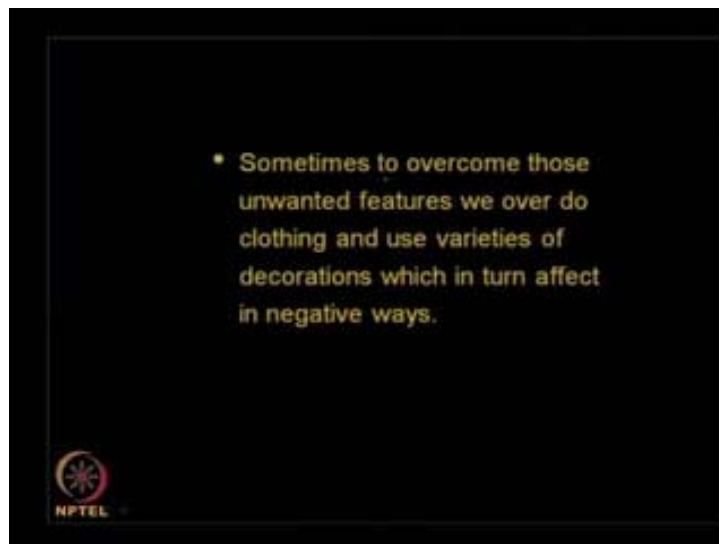 • Sometimes to overcome those
unwanted features we over do
clothing and use varieties of
decorations which in turn affect
in negative ways.
NPTEL